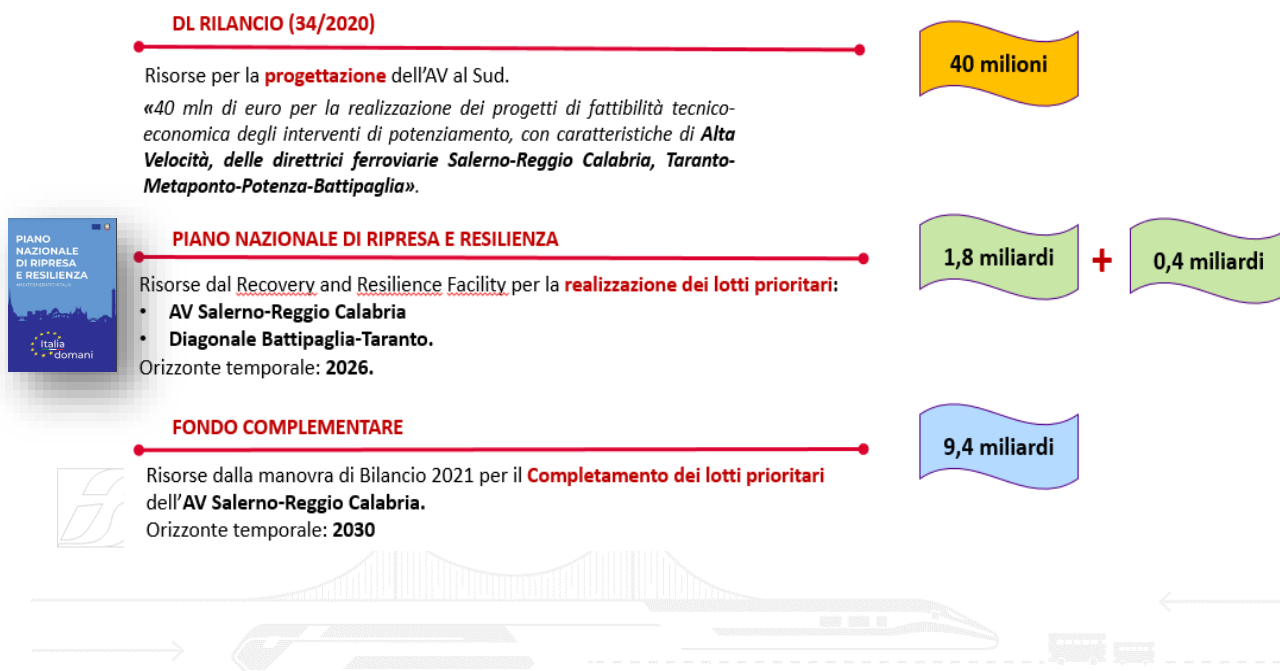 DL RILANCIO (34/2020)
40 milioni
Risorse per la progettazione dell'AV al Sud.
«40 mln di euro per la realizzazione dei progetti di fattibilità tecnico-
economica degli interventi di potenziamento, con caratteristiche di Alta
Velocità, delle direttrici ferroviarie Salerno-Reggio Calabria, Taranto-
Metaponto-Potenza-Battipaglia».
PIANO
NAZIONALE
DI RIPRESA
E RESILIENZA
Italia
domani
PIANO NAZIONALE DI RIPRESA E RESILIENZA
1,8 miliardi + 0,4 miliardi
Risorse dal Recovery and Resilience Facility per la realizzazione dei lotti prioritari:
• AV Salerno-Reggio Calabria
• Diagonale Battipaglia-Taranto.
Orizzonte temporale: 2026.
FONDO COMPLEMENTARE
9,4 miliardi
Risorse dalla manovra di Bilancio 2021 per il Completamento dei lotti prioritari
dell'AV Salerno-Reggio Calabria.
Orizzonte temporale: 2030